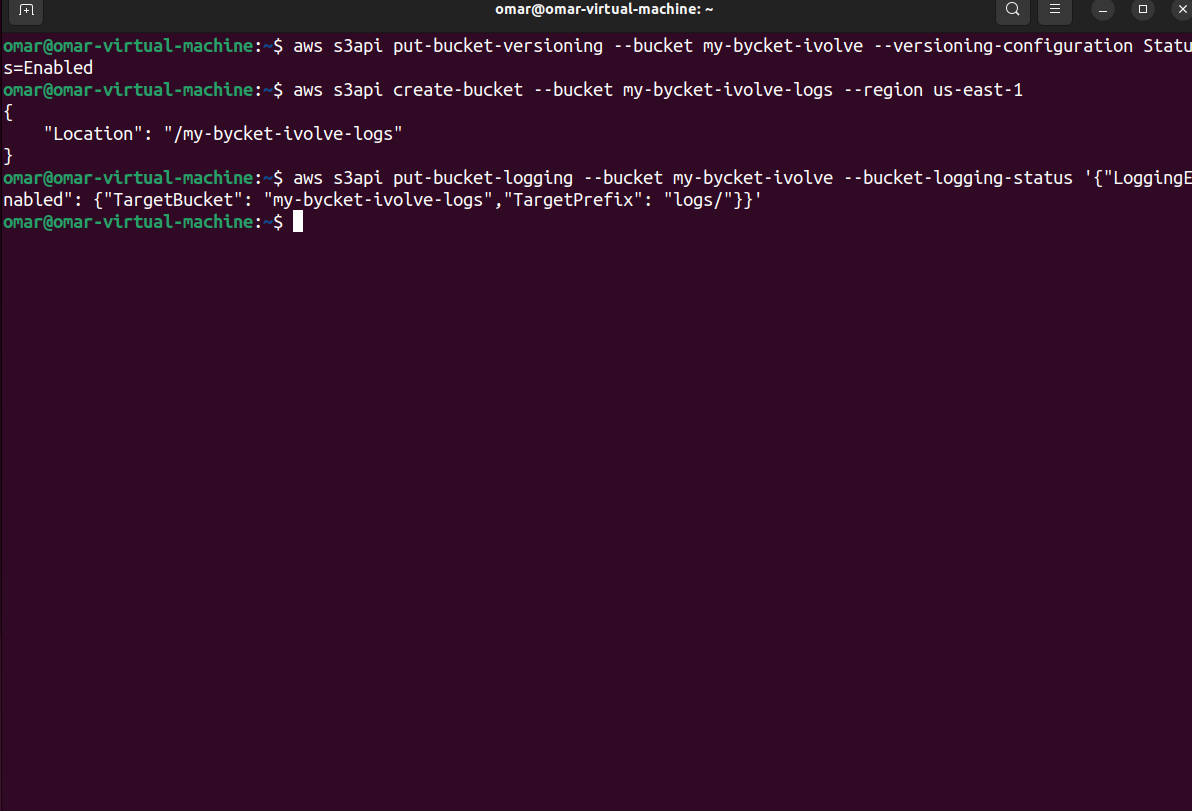 omar@omar-virtual-machine: ~
omar@omar-virtual-machine:~$ aws s3api put-bucket-versioning --bucket my-bycket-ivolve --versioning-configuration Statu
s=Enabled
omar@omar-virtual-machine:~$ aws s3api create-bucket --bucket my-bycket-ivolve-logs --region us-east-1
{
    "Location": "/my-bycket-ivolve-logs"
}
omar@omar-virtual-machine:~$ aws s3api put-bucket-logging --bucket my-bycket-ivolve --bucket-logging-status '{"LoggingE
nabled": {"TargetBucket": "my-bycket-ivolve-logs","TargetPrefix": "logs/"}}'
omar@omar-virtual-machine:~$